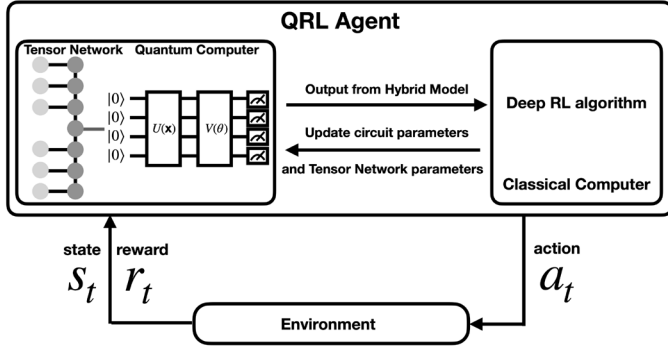 QRL Agent
Tensor Network Quantum Computer
|0⟩
|0⟩
|0⟩
|0⟩
U(x) V(θ)
Output from Hybrid Model
Update circuit parameters
and Tensor Network parameters
Deep RL algorithm
Classical Computer
state reward
s_t r_t
action
a_t
Environment